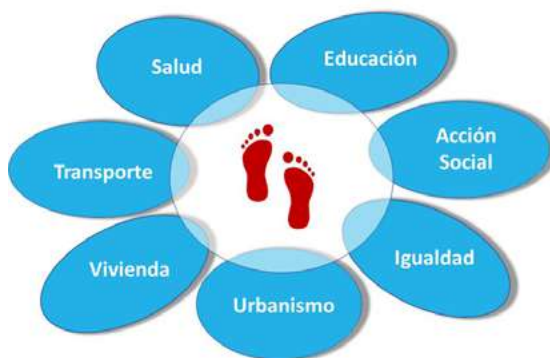 Salud
Educación
Transporte
Acción
Social
Vivienda
Igualdad
Urbanismo